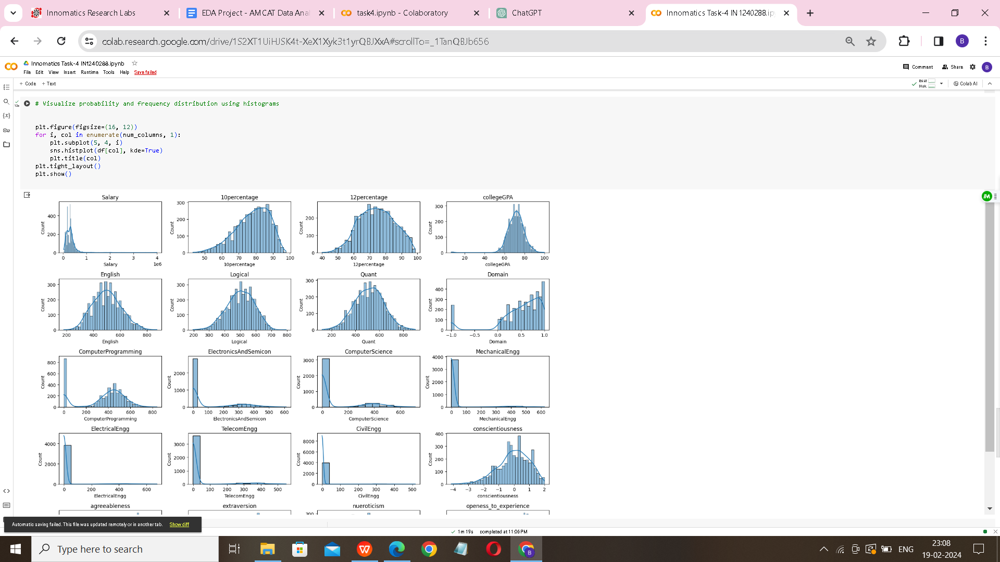 Innomatics Research Labs
EDA Project - AMCAT Data Anal
task4.ipynb - Colaboratory
ChatGPT
Innomatics Task-4 IN1240288.ip
colab.research.google.com/drive/1S2XT1UiHJSK4t-XeX1Xyk3t1yrQBJXxA#scrollTo=_1TanQBJb656
B
Innomatics Task-4 IN1240288.ipynb
File Edit View Insert Runtime Tools Help Save failed
Comment Share B
+ Code + Text
RAM
Disk
Colab AI
12s
# Visualize probability and frequency distribution using histograms
plt.figure(figsize=(16, 12))
for i, col in enumerate(num_columns, 1):
    plt.subplot(5, 4, i)
    sns.histplot(df[col], kde=True)
    plt.title(col)
plt.tight_layout()
plt.show()
Salary 10percentage 12percentage collegeGPA
Count
400
200
0
0 1 2 3 4
1e6
Salary
Count
300
200
100
0
50 60 70 80 90 100
10percentage
Count
200
100
0
40 50 60 70 80 90 100
12percentage
Count
300
200
100
0
20 40 60 80 100
collegeGPA
English Logical Quant Domain
Count
300
200
100
0
200 400 600 800
English
Count
300
200
100
0
200 300 400 500 600 700 800
Logical
Count
300
200
100
0
200 400 600 800
Quant
Count
400
300
200
100
0
−1.0 −0.5 0.0 0.5 1.0
Domain
ComputerProgramming ElectronicsAndSemicon ComputerScience MechanicalEngg
Count
800
600
400
200
0
0 200 400 600 800
ComputerProgramming
Count
2000
1000
0
0 100 200 300 400 500 600
ElectronicsAndSemicon
Count
3000
2000
1000
0
0 200 400 600
ComputerScience
Count
4000
3000
2000
1000
0
0 100 200 300 400 500 600
MechanicalEngg
ElectricalEngg TelecomEngg CivilEngg conscientiousness
Count
4000
2000
0
0 200 400 600
ElectricalEngg
Count
3000
2000
1000
0
0 100 200 300 400 500
TelecomEngg
Count
8000
6000
4000
2000
0
0 100 200 300 400 500
CivilEngg
Count
400
300
200
100
0
−4 −3 −2 −1 0 1 2
conscientiousness
agreeableness extraversion nueroticism openess_to_experience
300
Automatic saving failed. This file was updated remotely or in another tab. Show diff
1m 19s completed at 11:06 PM
Type here to search
ENG
23:08
19-02-2024